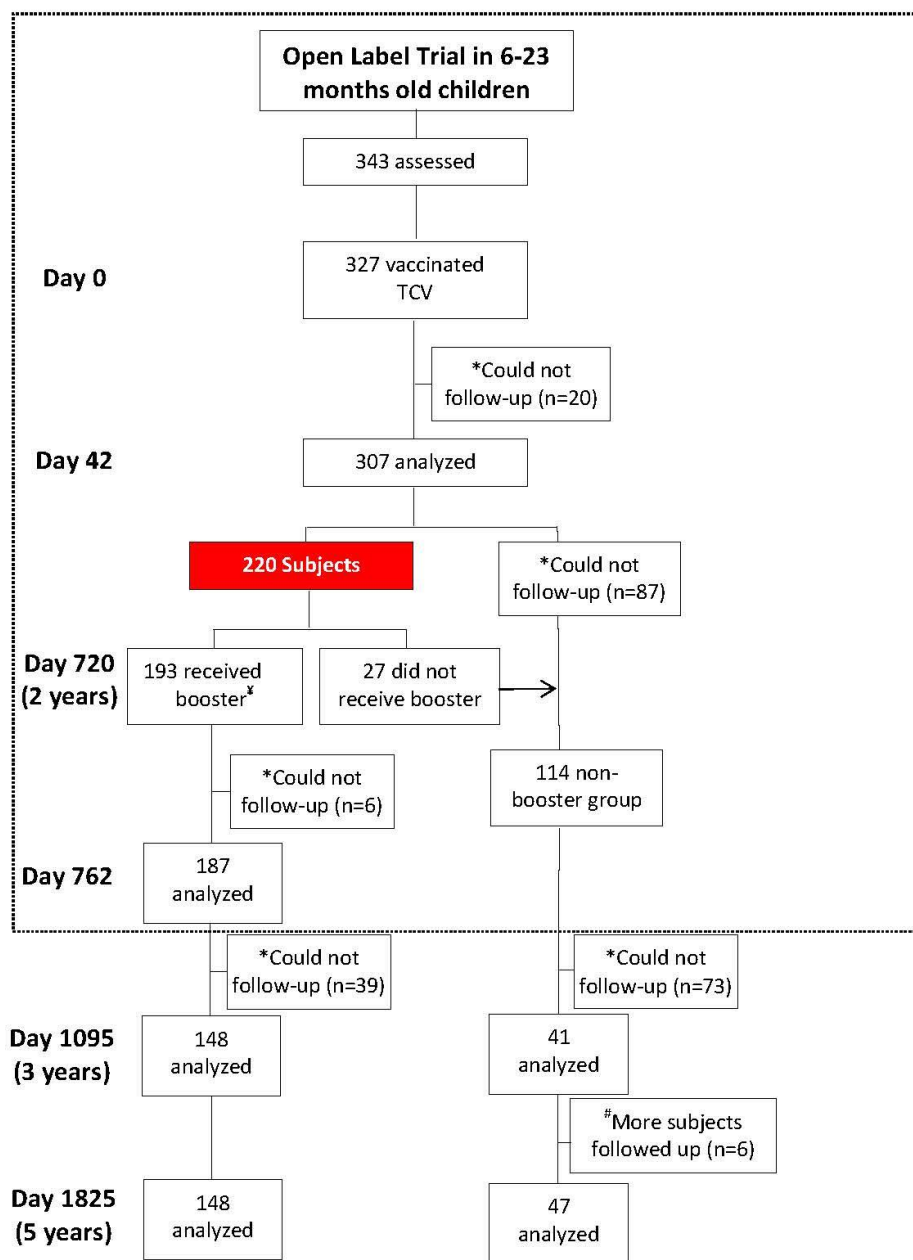 Open Label Trial in 6-23
months old children
343 assessed
Day 0
327 vaccinated
TCV
*Could not
follow-up (n=20)
Day 42
307 analyzed
220 Subjects
*Could not
follow-up (n=87)
Day 720
(2 years)
193 received
booster¥
27 did not
receive booster
*Could not
follow-up (n=6)
114 non-
booster group
Day 762
187
analyzed
*Could not
follow-up (n=39)
*Could not
follow-up (n=73)
Day 1095
(3 years)
148
analyzed
41
analyzed
#More subjects
followed up (n=6)
Day 1825
(5 years)
148
analyzed
47
analyzed